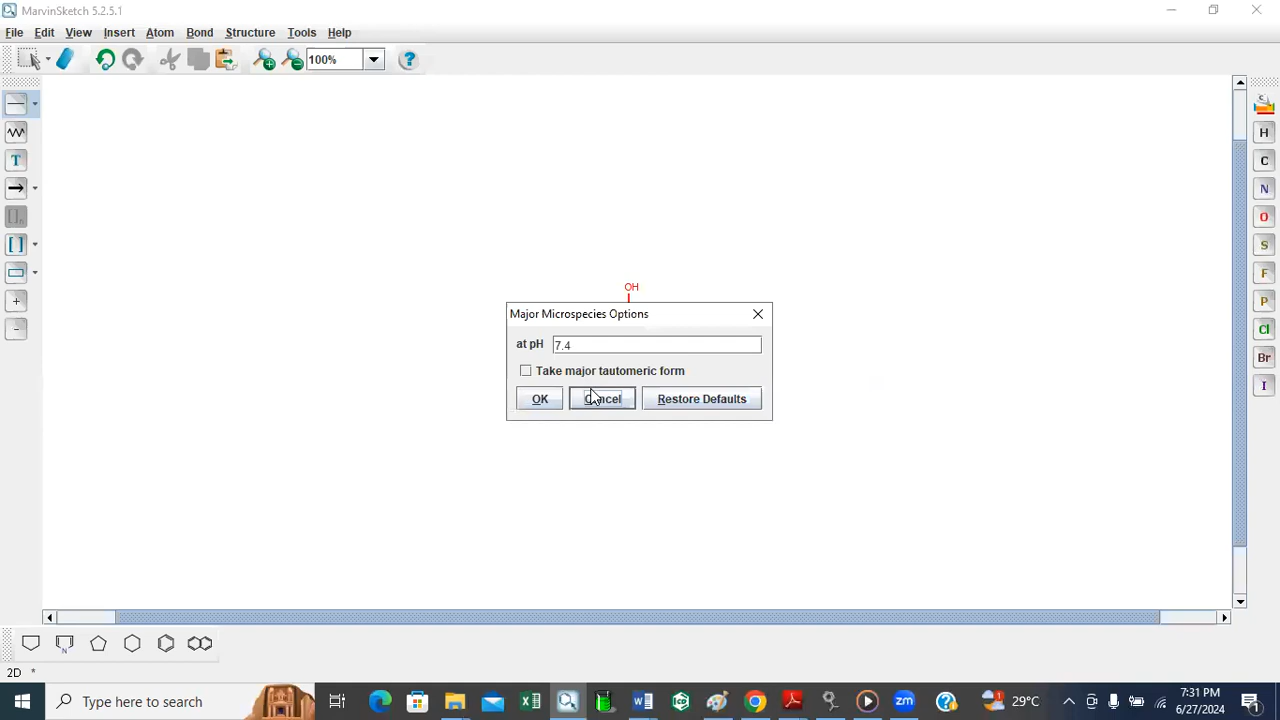 MarvinSketch 5.2.5.1
File Edit View Insert Atom Bond Structure Tools Help
100%
T
H
C
N
O
S
F
P
Cl
Br
I
OH
Major Microspecies Options
at pH 7.4
Take major tautomeric form
OK Cancel Restore Defaults
N
2D *
Type here to search
29°C
7:31 PM
6/27/2024